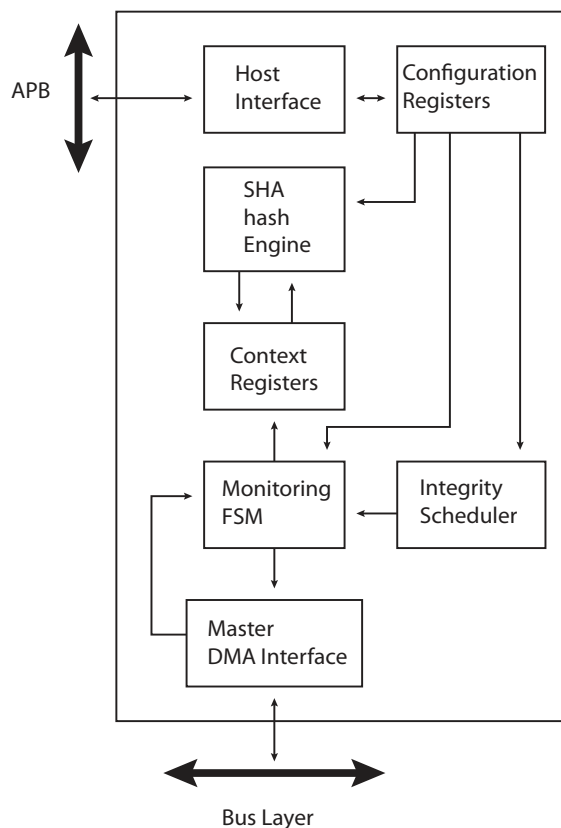 APB
Host
Interface
Configuration
Registers
SHA
hash
Engine
Context
Registers
Monitoring
FSM
Integrity
Scheduler
Master
DMA Interface
Bus Layer